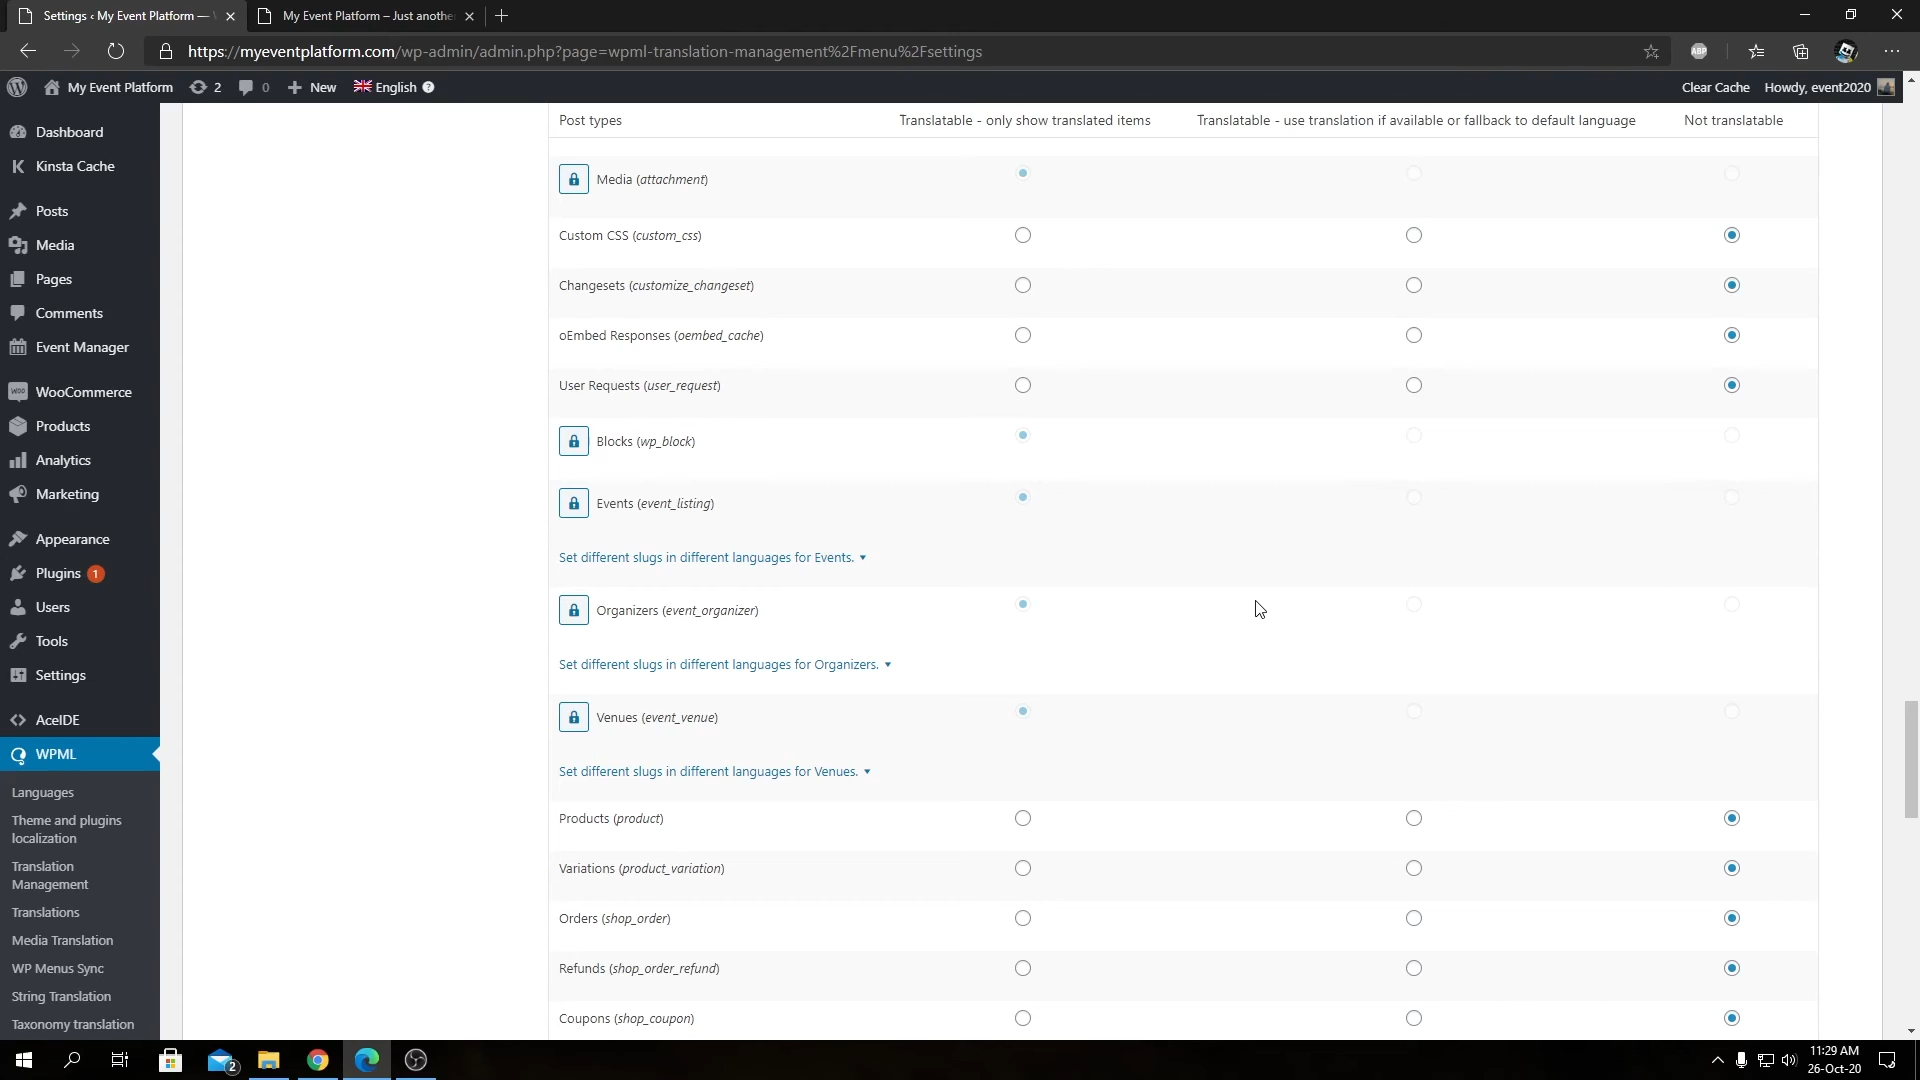 Settings ‹ My Event Platform —
My Event Platform – Just anothe
https://myeventplatform.com/wp-admin/admin.php?page=wpml-translation-management%2Fmenu%2Fsettings
ABP
My Event Platform 2 0 New English
Clear Cache Howdy, event2020
Dashboard
Kinsta Cache
Posts
Media
Pages
Comments
Event Manager
WooCommerce
Products
Analytics
Marketing
Appearance
Plugins 1
Users
Tools
Settings
AceIDE
WPML
Languages
Theme and plugins
localization
Translation
Management
Translations
Media Translation
WP Menus Sync
String Translation
Taxonomy translation
Post types Translatable - only show translated items Translatable - use translation if available or fallback to default language Not translatable
Media (attachment)
Custom CSS (custom_css)
Changesets (customize_changeset)
oEmbed Responses (oembed_cache)
User Requests (user_request)
Blocks (wp_block)
Events (event_listing)
Set different slugs in different languages for Events.
Organizers (event_organizer)
Set different slugs in different languages for Organizers.
Venues (event_venue)
Set different slugs in different languages for Venues.
Products (product)
Variations (product_variation)
Orders (shop_order)
Refunds (shop_order_refund)
Coupons (shop_coupon)
2
11:29 AM
26-Oct-20